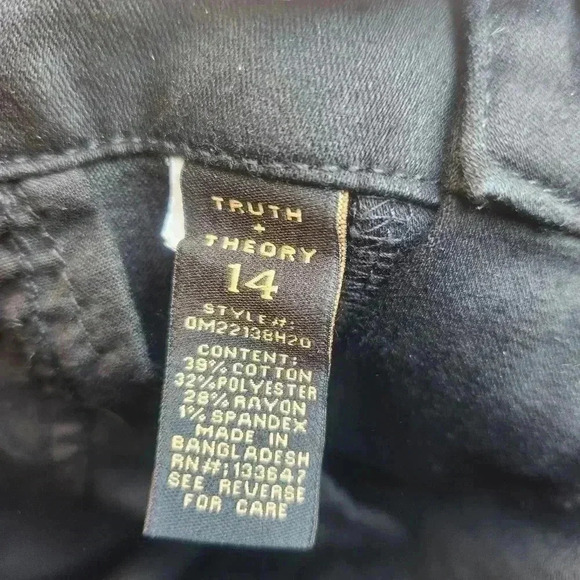 TRUTH
+
THEORY
14
STYLE#:
OM22138H20
CONTENT:
39% COTTON
32%POLYESTER
28% RAYON
1% SPANDEX
MADE IN
BANGLADESH
RN#:133647
SEE REVERSE
FOR CARE